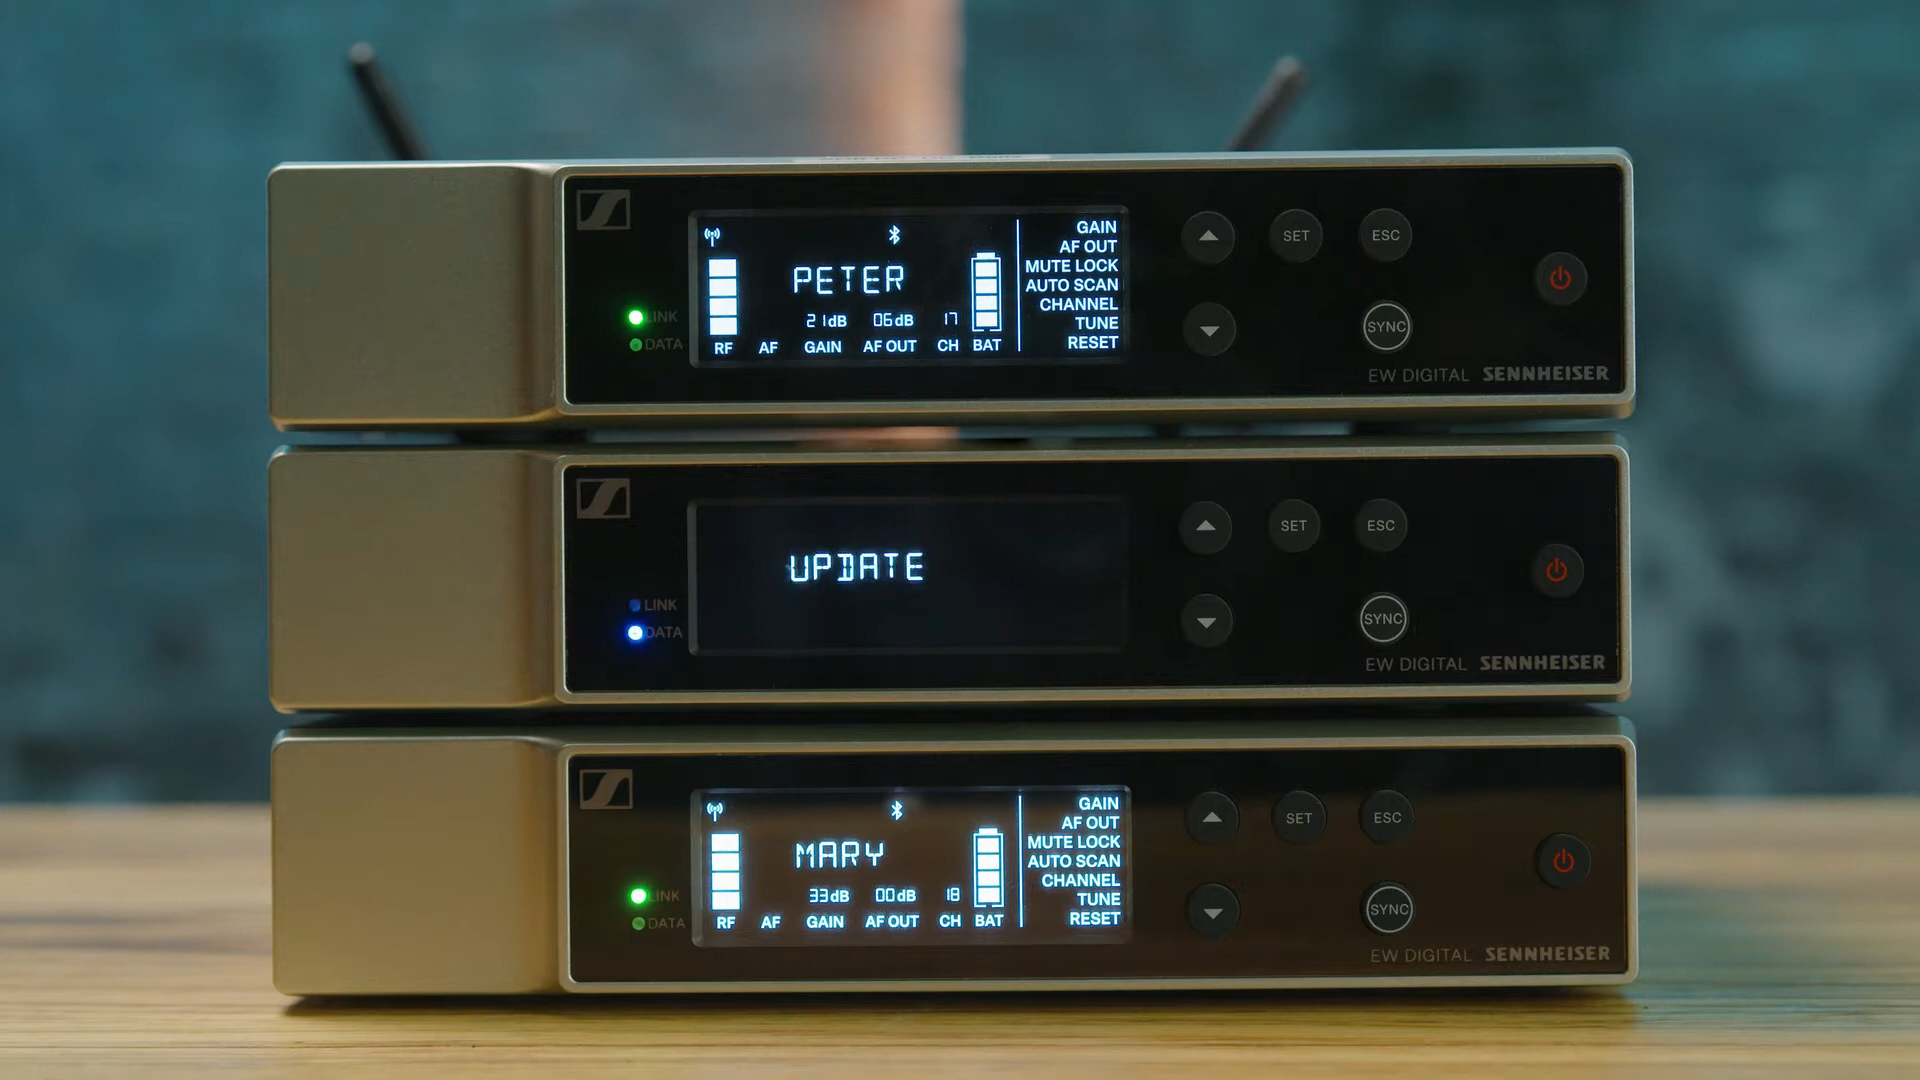 PETER
21dB 06dB 17
RF AF GAIN AF OUT CH BAT
GAIN
AF OUT
MUTE LOCK
AUTO SCAN
CHANNEL
TUNE
RESET
LINK
DATA
SET ESC
SYNC
EW DIGITAL SENNHEISER
UPDATE
LINK
DATA
SET ESC
SYNC
EW DIGITAL SENNHEISER
MARY
33dB 00dB 18
RF AF GAIN AF OUT CH BAT
GAIN
AF OUT
MUTE LOCK
AUTO SCAN
CHANNEL
TUNE
RESET
LINK
DATA
SET ESC
SYNC
EW DIGITAL SENNHEISER